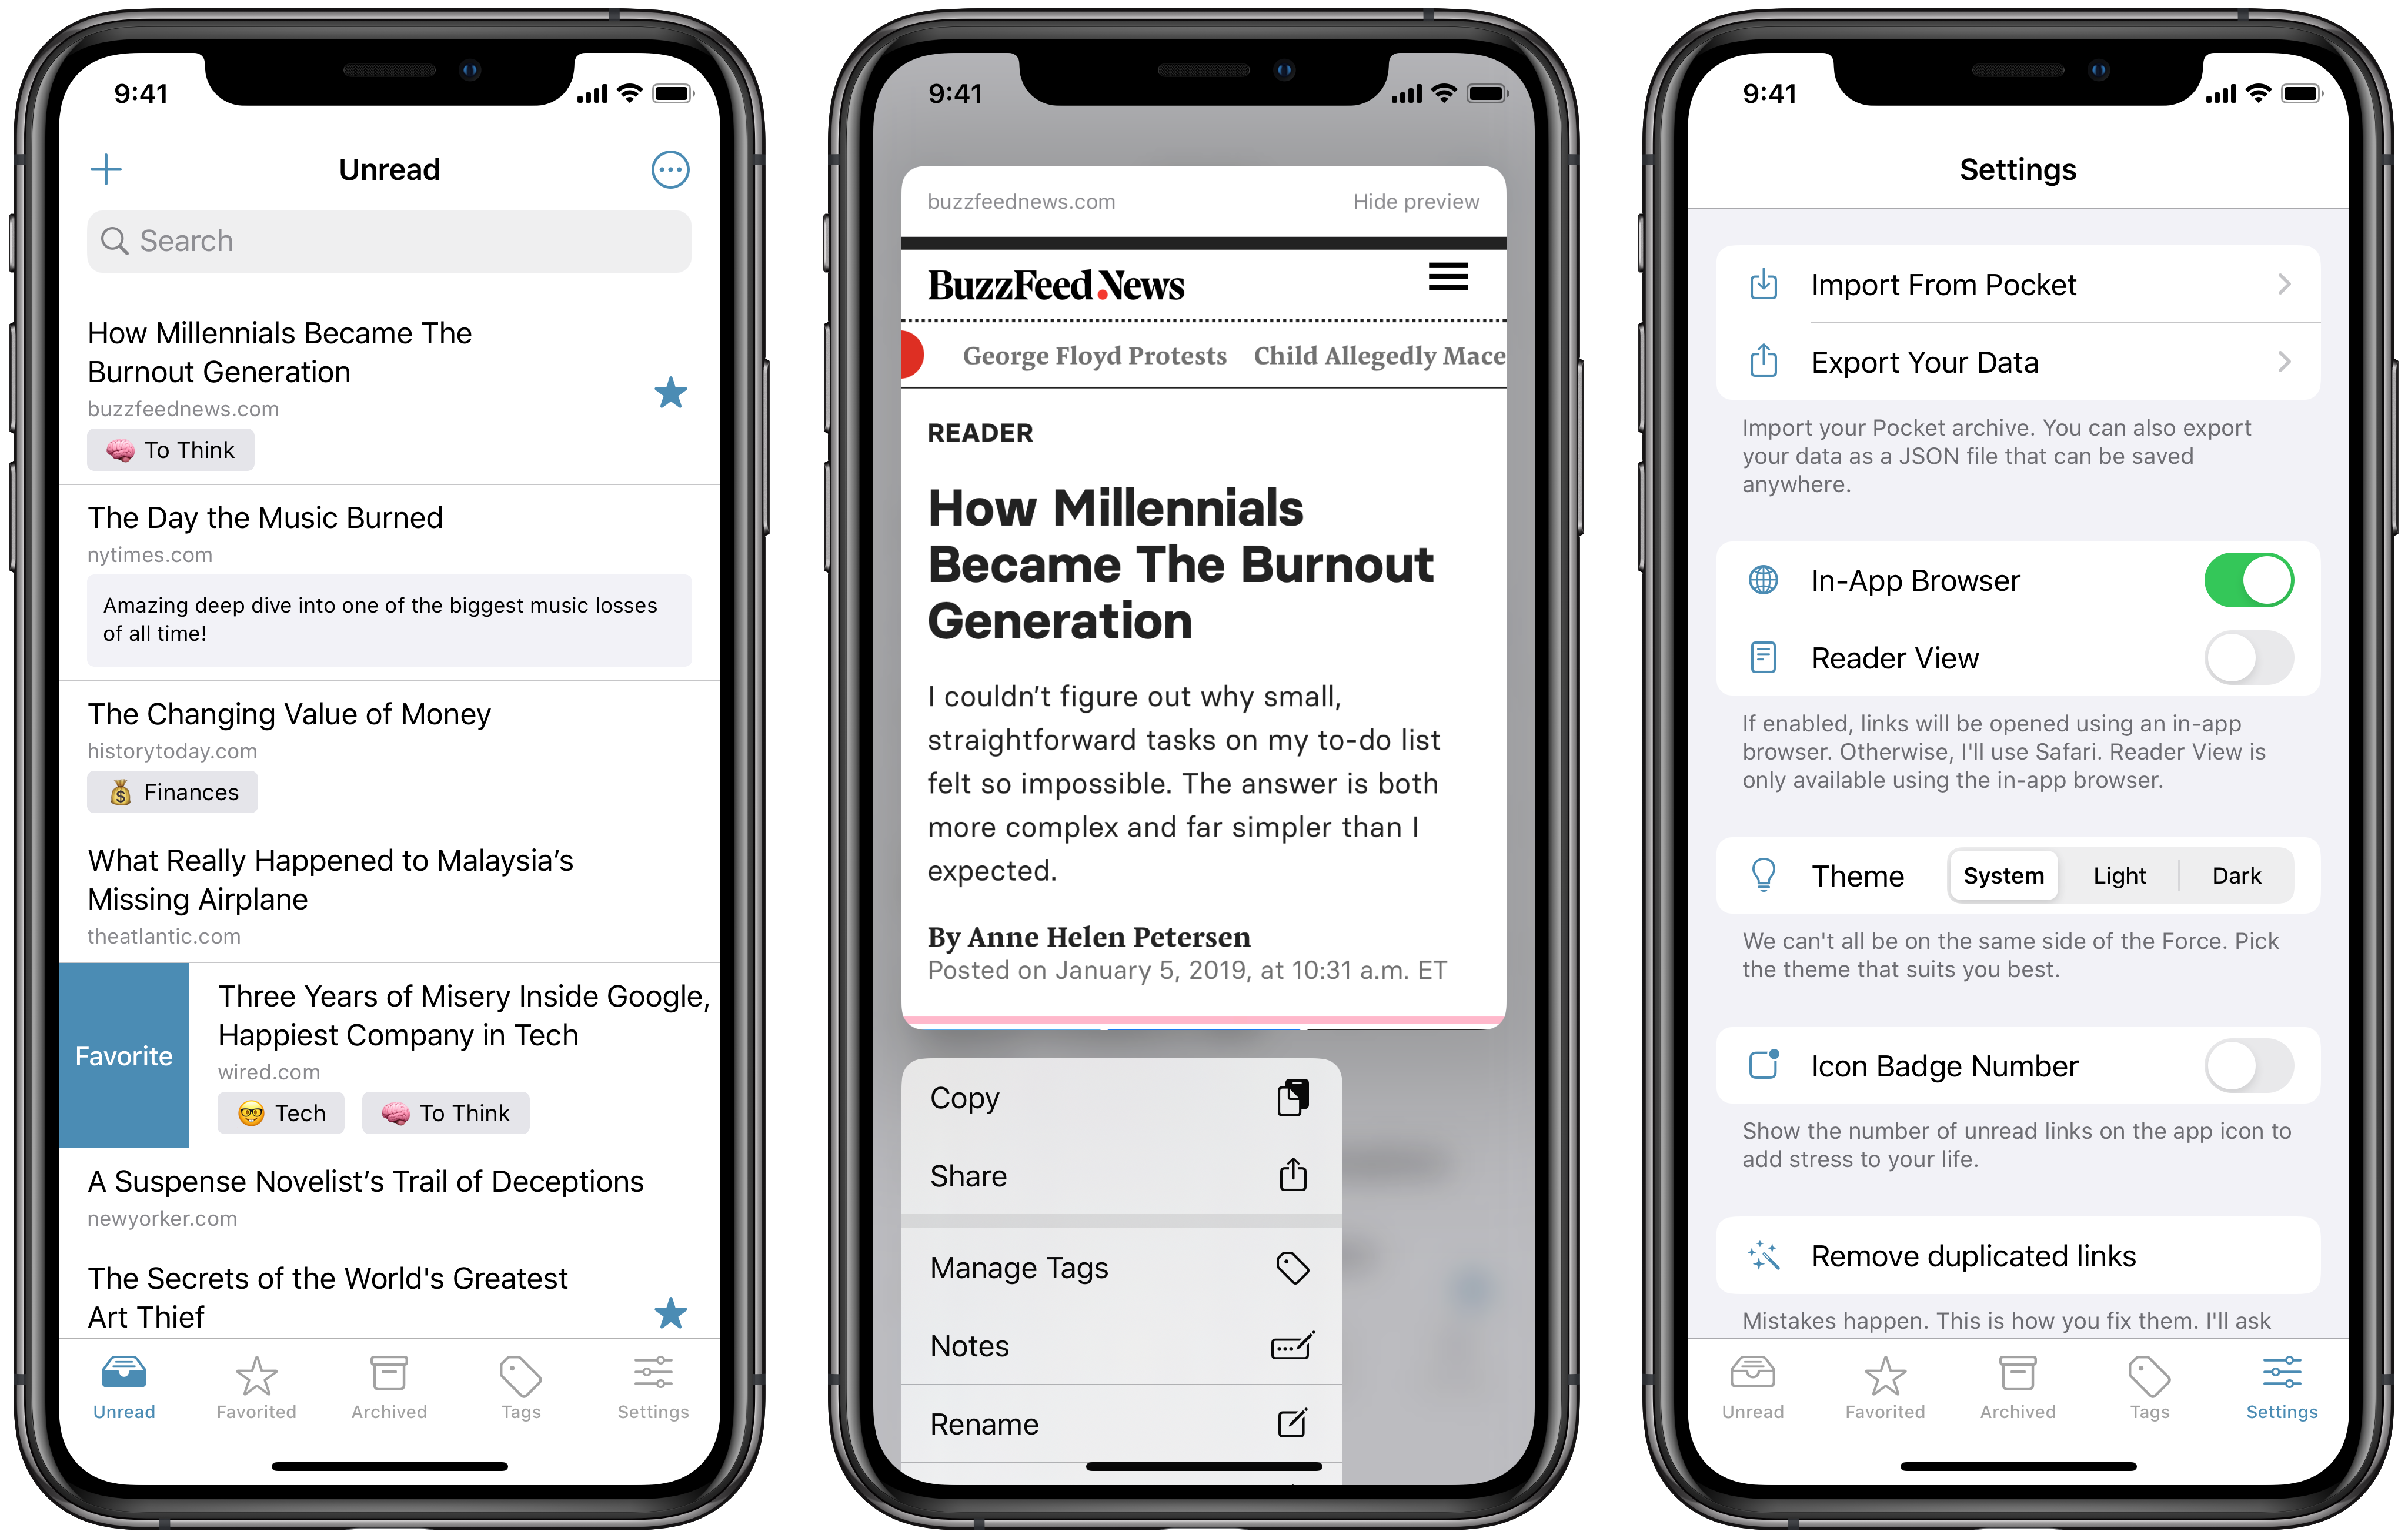 9:41
Unread
Search
How Millennials Became The
Burnout Generation
buzzfeednews.com
🧠 To Think
The Day the Music Burned
nytimes.com
Amazing deep dive into one of the biggest music losses
of all time!
The Changing Value of Money
historytoday.com
💰 Finances
What Really Happened to Malaysia’s
Missing Airplane
theatlantic.com
Favorite
Three Years of Misery Inside Google,
Happiest Company in Tech
wired.com
🤓 Tech 🧠 To Think
A Suspense Novelist’s Trail of Deceptions
newyorker.com
The Secrets of the World's Greatest
Art Thief
Unread Favorited Archived Tags Settings
9:41
buzzfeednews.com Hide preview
BuzzFeed.News
George Floyd Protests Child Allegedly Mace
READER
How Millennials
Became The Burnout
Generation
I couldn’t figure out why small,
straightforward tasks on my to-do list
felt so impossible. The answer is both
more complex and far simpler than I
expected.
By Anne Helen Petersen
Posted on January 5, 2019, at 10:31 a.m. ET
Copy
Share
Manage Tags
Notes
Rename
9:41
Settings
Import From Pocket
Export Your Data
Import your Pocket archive. You can also export
your data as a JSON file that can be saved
anywhere.
In-App Browser
Reader View
If enabled, links will be opened using an in-app
browser. Otherwise, I'll use Safari. Reader View is
only available using the in-app browser.
Theme System Light Dark
We can't all be on the same side of the Force. Pick
the theme that suits you best.
Icon Badge Number
Show the number of unread links on the app icon to
add stress to your life.
Remove duplicated links
Mistakes happen. This is how you fix them. I'll ask
Unread Favorited Archived Tags Settings